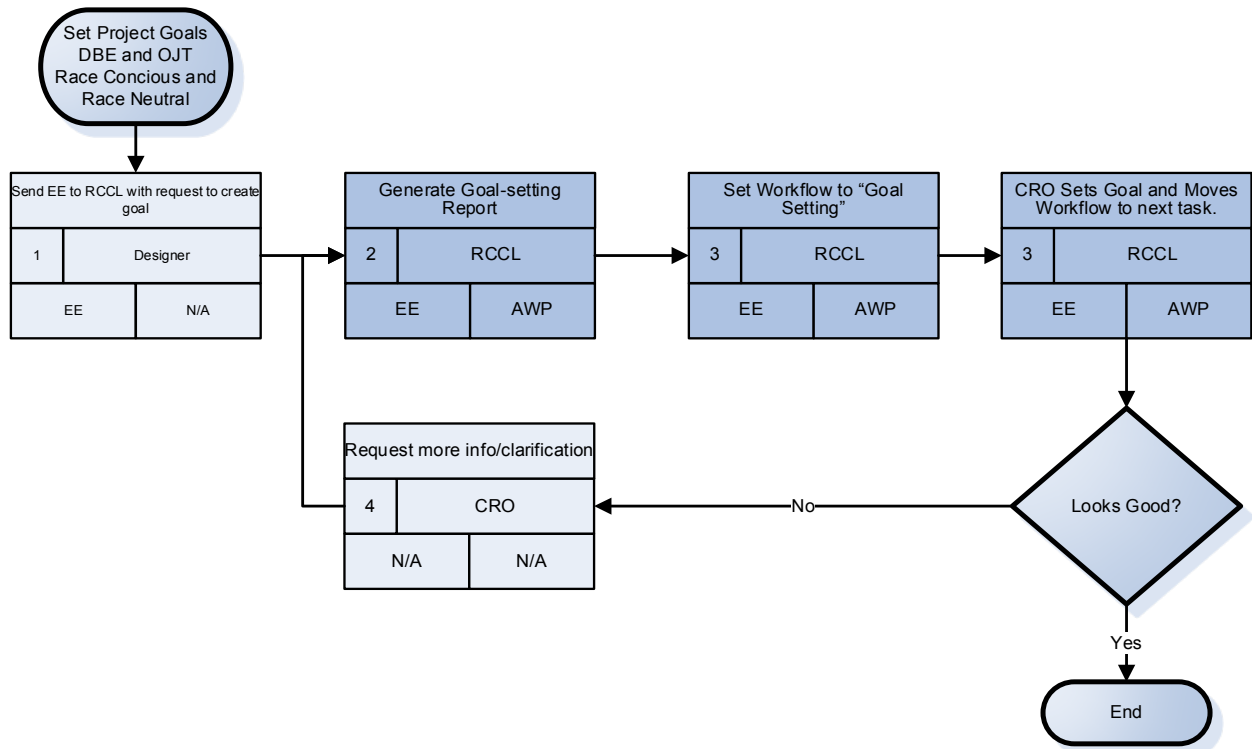 Set Project Goals
DBE and OJT
Race Concious and
Race Neutral
Send EE to RCCL with request to create
goal
1
Designer
EE
N/A
Generate Goal-setting
Report
2
RCCL
EE
AWP
Set Workflow to “Goal
Setting”
3
RCCL
EE
AWP
CRO Sets Goal and Moves
Workflow to next task.
3
RCCL
EE
AWP
Request more info/clarification
4
CRO
N/A
N/A
No
Looks Good?
Yes
End